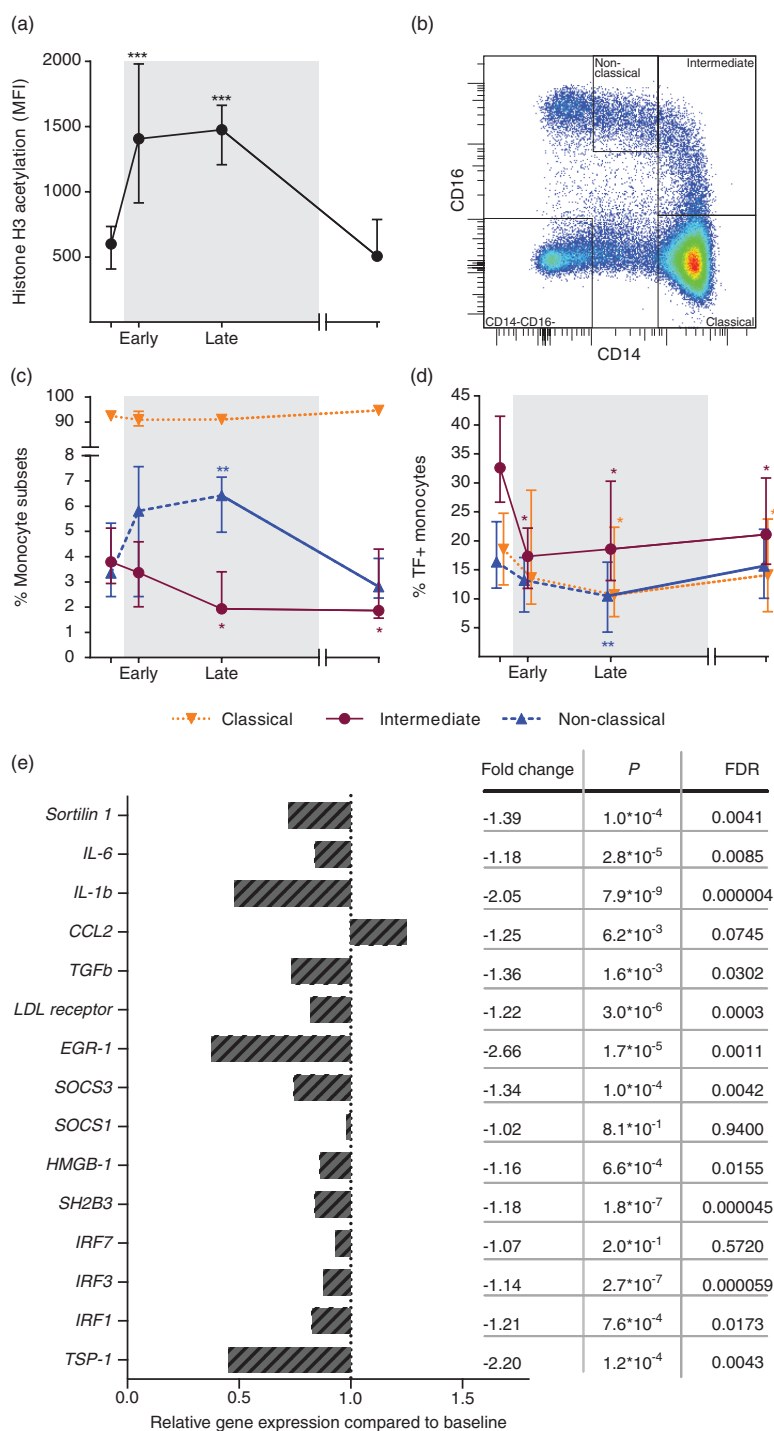 (a)
Histone H3 acetylation (MFI)
2000
1500
1000
500
***
***
Early
Late
(b)
CD16
Non-
classical
Intermediate
CD14-CD16-
Classical
CD14
(c)
% Monocyte subsets
100
90
8
7
6
5
4
3
2
1
0
**
*
*
Early
Late
(d)
% TF+ monocytes
45
40
35
30
25
20
15
10
5
*
*
*
**
*
*
Early
Late
Classical
Intermediate
Non-classical
(e)
Fold change P FDR
Sortilin 1 -1.39 1.0*10-4 0.0041
IL-6 -1.18 2.8*10-5 0.0085
IL-1b -2.05 7.9*10-9 0.000004
CCL2 -1.25 6.2*10-3 0.0745
TGFb -1.36 1.6*10-3 0.0302
LDL receptor -1.22 3.0*10-6 0.0003
EGR-1 -2.66 1.7*10-5 0.0011
SOCS3 -1.34 1.0*10-4 0.0042
SOCS1 -1.02 8.1*10-1 0.9400
HMGB-1 -1.16 6.6*10-4 0.0155
SH2B3 -1.18 1.8*10-7 0.000045
IRF7 -1.07 2.0*10-1 0.5720
IRF3 -1.14 2.7*10-7 0.000059
IRF1 -1.21 7.6*10-4 0.0173
TSP-1 -2.20 1.2*10-4 0.0043
0.0 0.5 1.0 1.5
Relative gene expression compared to baseline